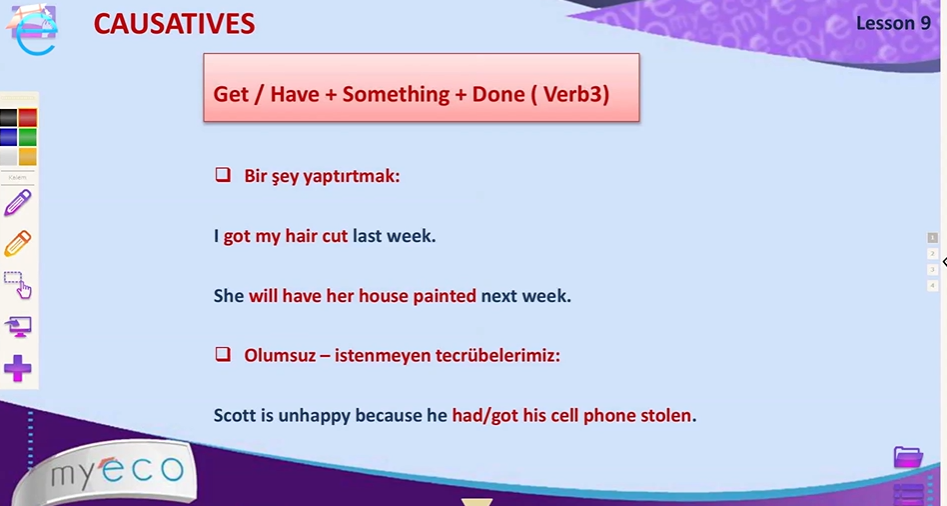 CAUSATIVES
Lesson 9
Get / Have + Something + Done ( Verb3)
Bir şey yaptırtmak:
I got my hair cut last week.
She will have her house painted next week.
Olumsuz – istenmeyen tecrübelerimiz:
Scott is unhappy because he had/got his cell phone stolen.
myeco
1
2
3
4